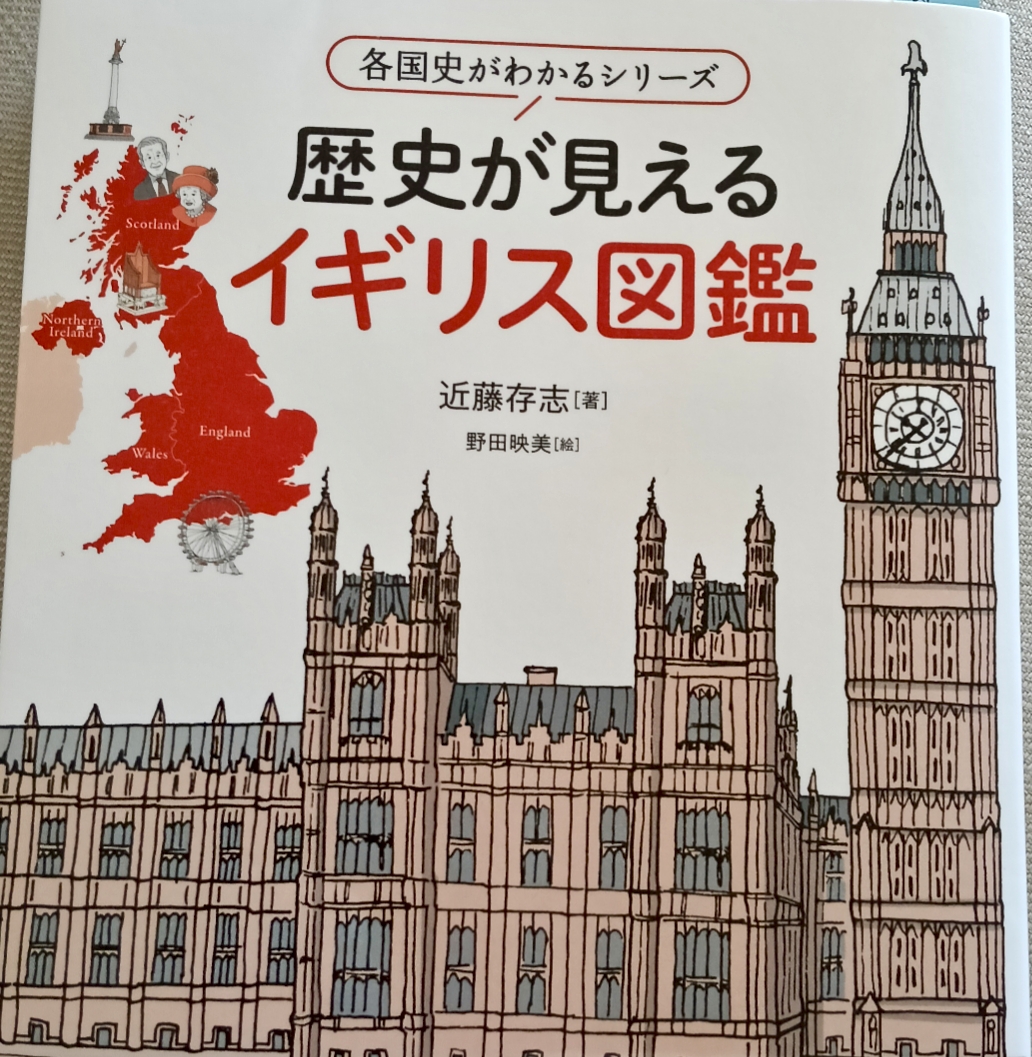 各国史がわかるシリーズ
歴史が見える
イギリス図鑑
近藤存志[著]
野田映美[絵]
Scotland
Northern
Ireland
England
Wales